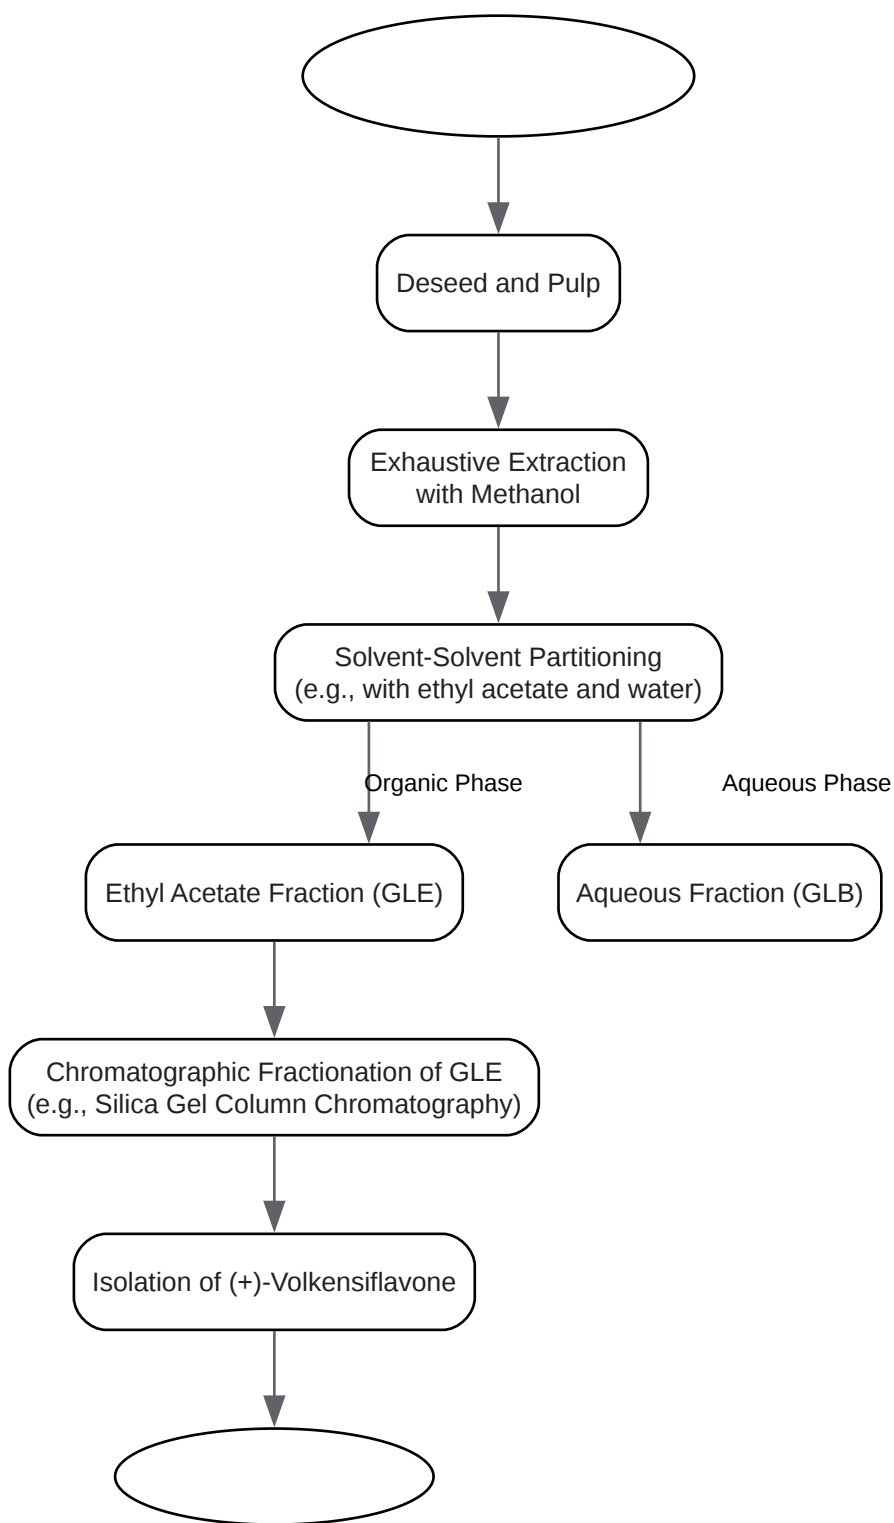 Deseed and Pulp
Exhaustive Extraction
with Methanol
Solvent-Solvent Partitioning
(e.g., with ethyl acetate and water)
Organic Phase
Aqueous Phase
Ethyl Acetate Fraction (GLE)
Aqueous Fraction (GLB)
Chromatographic Fractionation of GLE
(e.g., Silica Gel Column Chromatography)
Isolation of (+)-Volkensiflavone